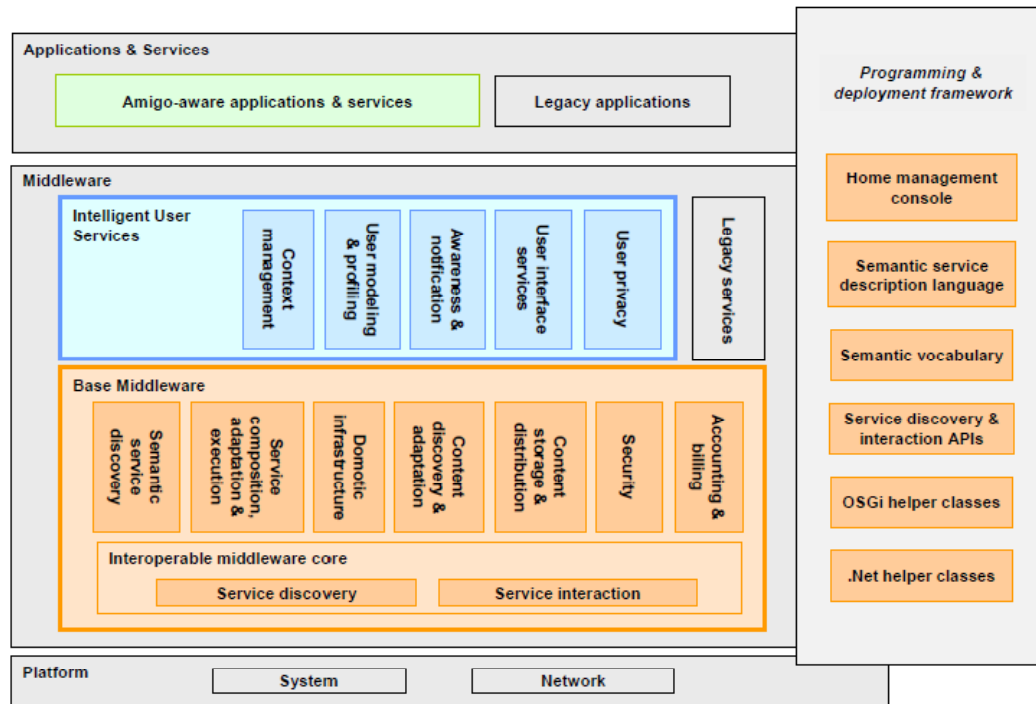 Applications & Services
Amigo-aware applications & services
Legacy applications
Middleware
Intelligent User
Services
Context
management
User modeling
& profiling
Awareness &
notification
User interface
services
User privacy
Legacy services
Base Middleware
Semantic
service
discovery
Service
composition,
adaptation &
execution
Domotic
infrastructure
Content
discovery &
adaptation
Content
storage &
distribution
Security
Accounting &
billing
Interoperable middleware core
Service discovery
Service interaction
Platform
System
Network
Programming &
deployment framework
Home management
console
Semantic service
description language
Semantic vocabulary
Service discovery &
interaction APIs
OSGi helper classes
.Net helper classes